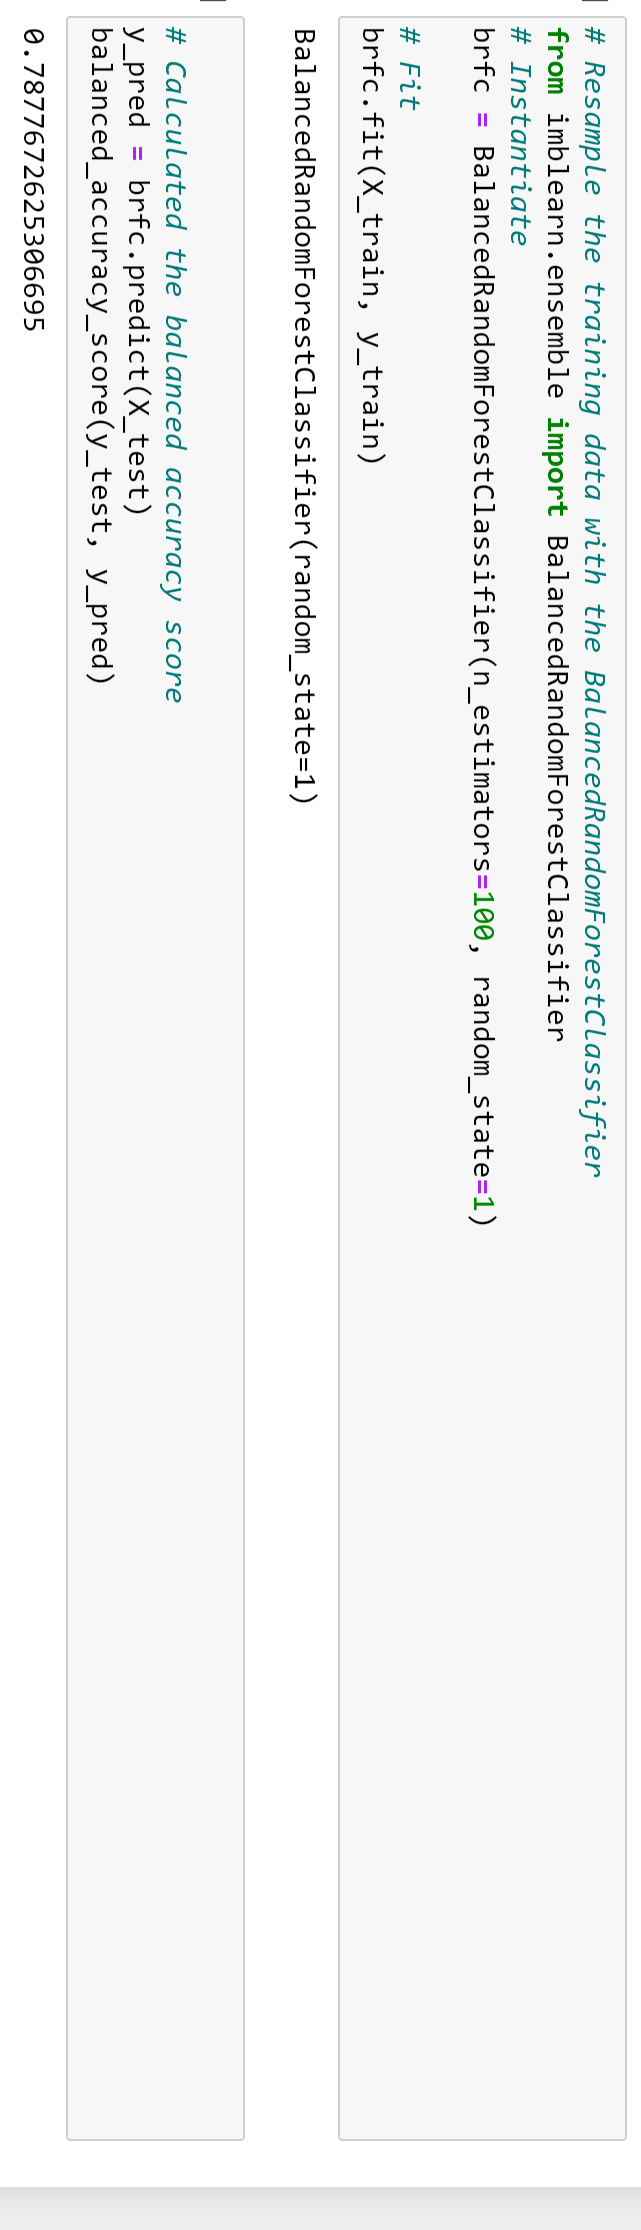 # Resample the training data with the BalancedRandomForestClassifier
from imblearn.ensemble import BalancedRandomForestClassifier
# Instantiate
brfc = BalancedRandomForestClassifier(n_estimators=100, random_state=1)
# Fit
brfc.fit(X_train, y_train)
BalancedRandomForestClassifier(random_state=1)
# Calculated the balanced accuracy score
y_pred = brfc.predict(X_test)
balanced_accuracy_score(y_test, y_pred)
0.7877672625306695